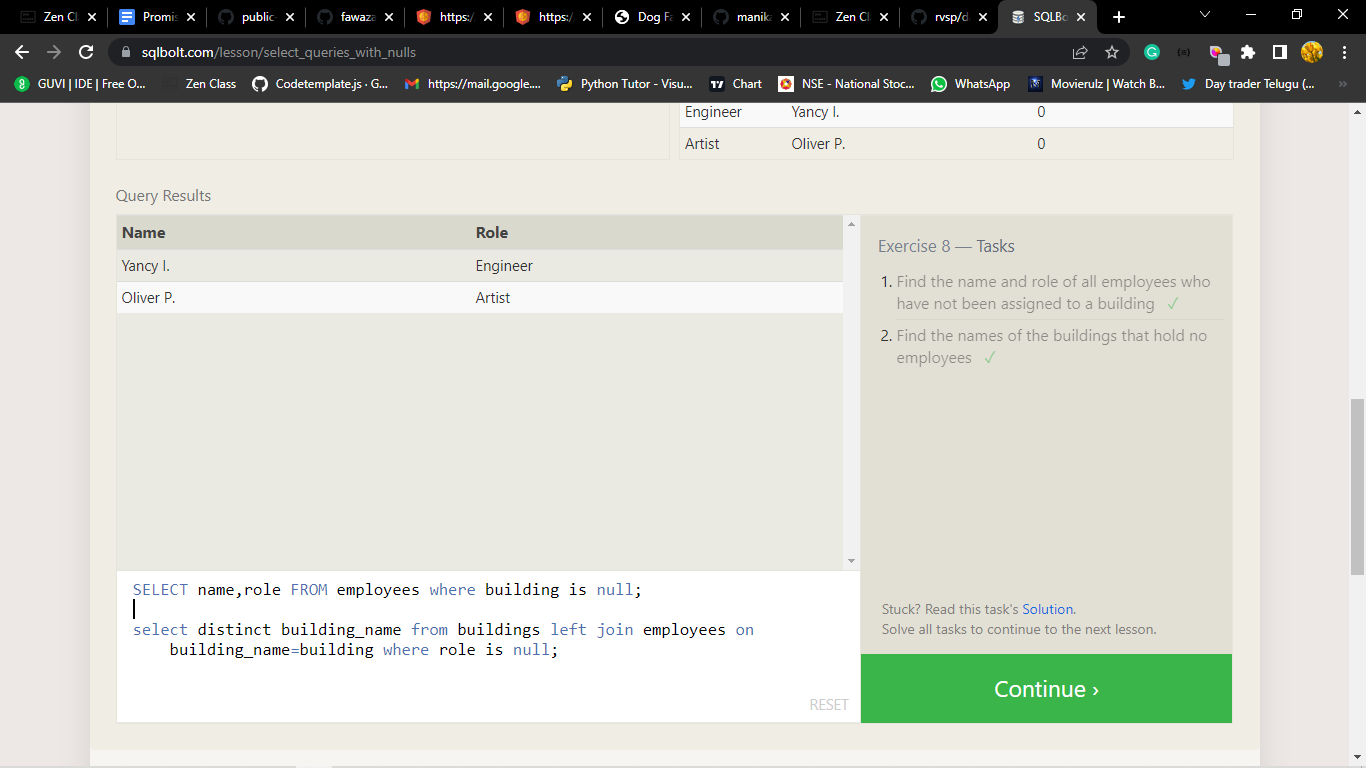 Zen Cl
Promis
public-
fawaza
https:/
https:/
Dog Fa
manika
Zen Cl
rvsp/d
SQLBo
sqlbolt.com/lesson/select_queries_with_nulls
GUVI | IDE | Free O...
Zen Class
Codetemplate.js · G...
https://mail.google....
Python Tutor - Visu...
Chart
NSE - National Stoc...
WhatsApp
Movierulz | Watch B...
Day trader Telugu (...
Engineer Yancy I. 0
Artist Oliver P. 0
Query Results
Name Role
Yancy I. Engineer
Oliver P. Artist
Exercise 8 — Tasks
1. Find the name and role of all employees who
have not been assigned to a building ✓
2. Find the names of the buildings that hold no
employees ✓
SELECT name,role FROM employees where building is null;
select distinct building_name from buildings left join employees on
building_name=building where role is null;
RESET
Stuck? Read this task's Solution.
Solve all tasks to continue to the next lesson.
Continue ›